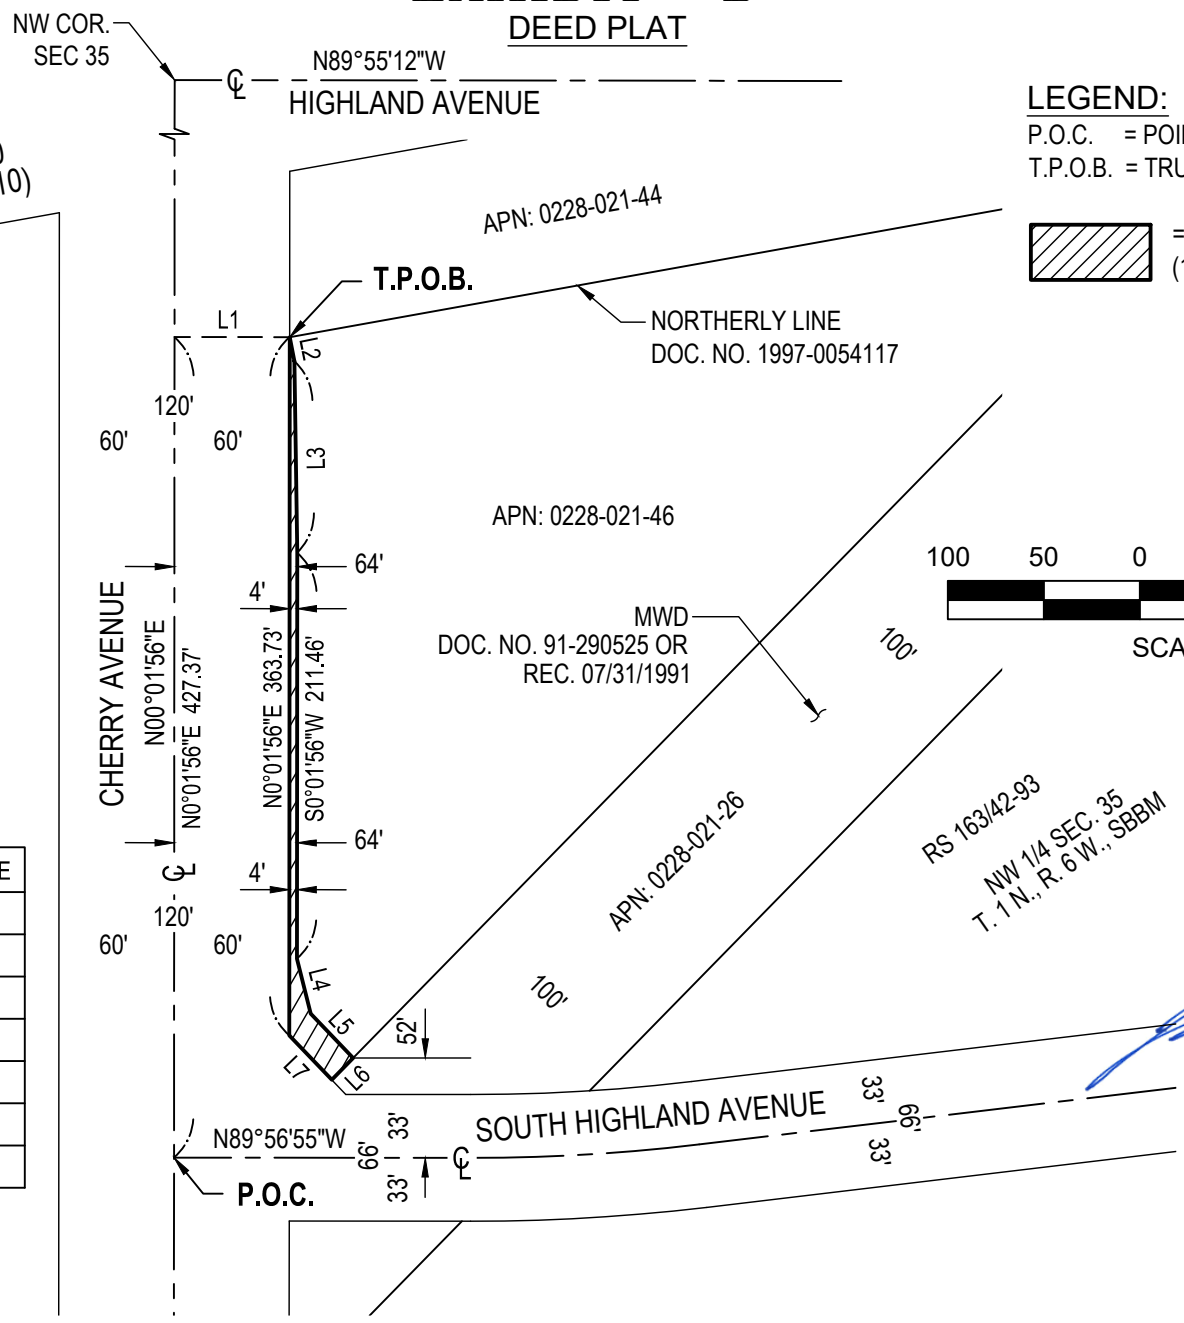 DEED PLAT
NW COR.
SEC 35
N89°55'12"W
HIGHLAND AVENUE
LEGEND:
P.O.C. = POI
T.P.O.B. = TRU
=
10)
APN: 0228-021-44
T.P.O.B.
L1
L2
NORTHERLY LINE
DOC. NO. 1997-0054117
120'
60' 60'
L3
APN: 0228-021-46
64'
4'
100 50 0
SCA
MWD
DOC. NO. 91-290525 OR
REC. 07/31/1991
100'
CHERRY AVENUE
N00°01'56"E
N0°01'56"E 427.37'
N0°01'56"E 363.73'
S0°01'56"W 211.46'
64'
4'
RS 163/42-93
NW 1/4 SEC. 35
T. 1 N., R. 6 W., SBBM
APN: 0228-021-26
E
CL
120'
60' 60'
L4
100'
L5
52'
L7
L6
SOUTH HIGHLAND AVENUE
33'
66'
33'
N89°56'55"W
33'
66'
33'
CL
P.O.C.
CL